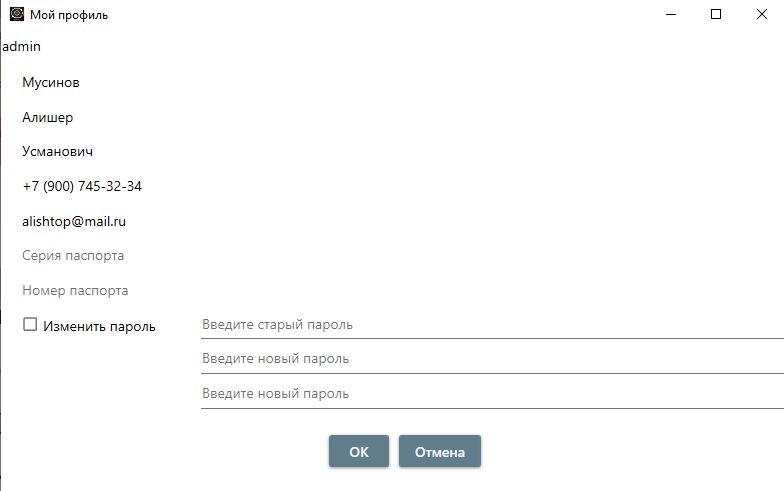 Мой профиль
admin
Мусинов
Алишер
Усманович
+7 (900) 745-32-34
alishtop@mail.ru
Серия паспорта
Номер паспорта
Изменить пароль
Введите старый пароль
Введите новый пароль
Введите новый пароль
OK
Отмена